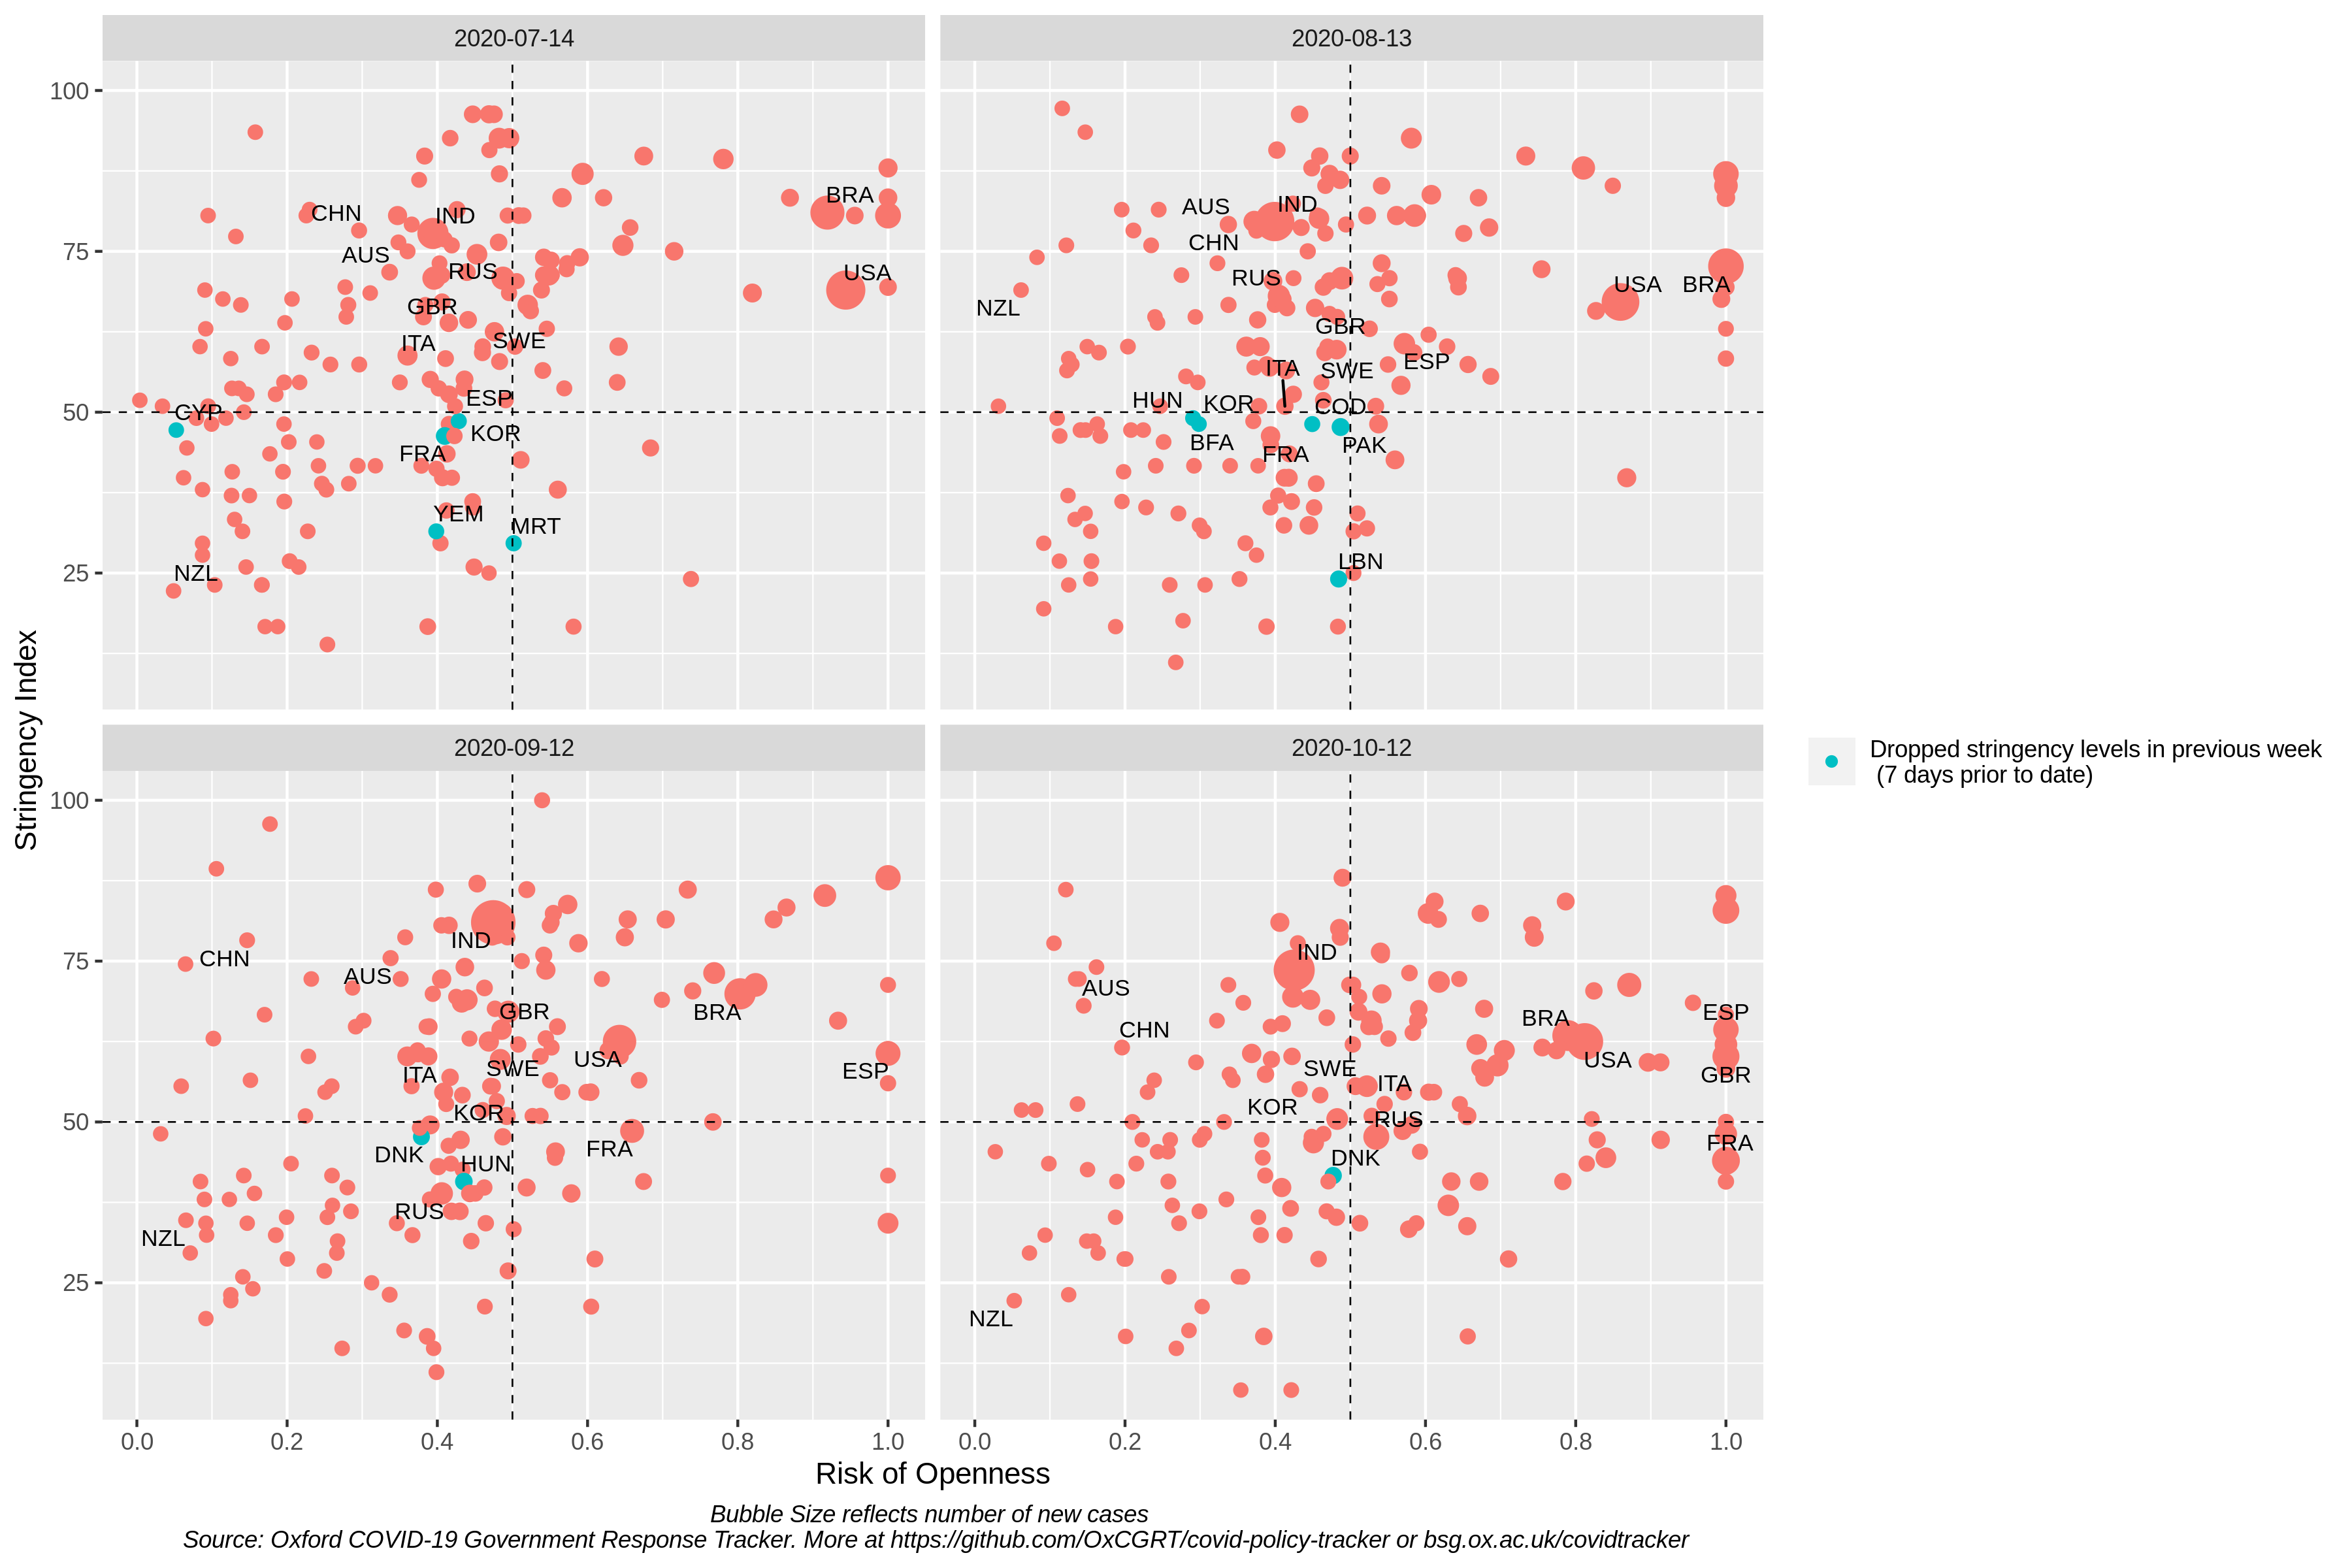 2020-07-14
2020-08-13
100
75
50
25
CHN
IND
BRA
AUS
RUS
USA
GBR
ITA
SWE
ESP
CYP
KOR
FRA
YEM
MRT
NZL
AUS
IND
CHN
RUS
USA
BRA
NZL
GBR
ESP
ITA
SWE
HUN
KOR
COD
BFA
FRA
PAK
LBN
Stringency Index
2020-09-12
2020-10-12
100
75
50
25
IND
CHN
AUS
GBR
BRA
USA
SWE
ITA
ESP
KOR
FRA
DNK
HUN
RUS
NZL
IND
AUS
CHN
BRA
ESP
USA
SWE
ITA
GBR
KOR
RUS
FRA
DNK
NZL
0.0
0.2
0.4
0.6
0.8
1.0
0.0
0.2
0.4
0.6
0.8
1.0
Risk of Openness
Dropped stringency levels in previous week
(7 days prior to date)
Bubble Size reflects number of new cases
Source: Oxford COVID-19 Government Response Tracker. More at https://github.com/OxCGRT/covid-policy-tracker or bsg.ox.ac.uk/covidtracker